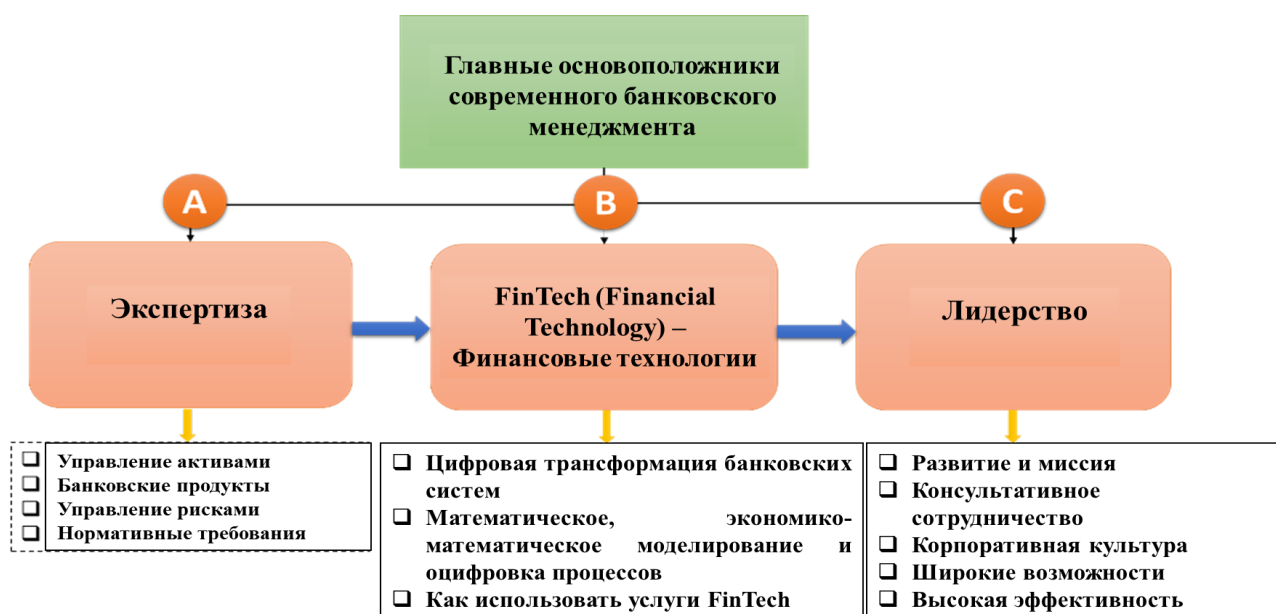 Главные основоположники
современного банковского
менеджмента
A
B
C
Экспертиза
FinTech (Financial
Technology) –
Финансовые технологии
Лидерство
Управление активами
Банковские продукты
Управление рисками
Нормативные требования
Цифровая трансформация банковских
систем
Математическое, экономико-
математическое моделирование и
оцифровка процессов
Как использовать услуги FinTech
Развитие и миссия
Консультативное
сотрудничество
Корпоративная культура
Широкие возможности
Высокая эффективность